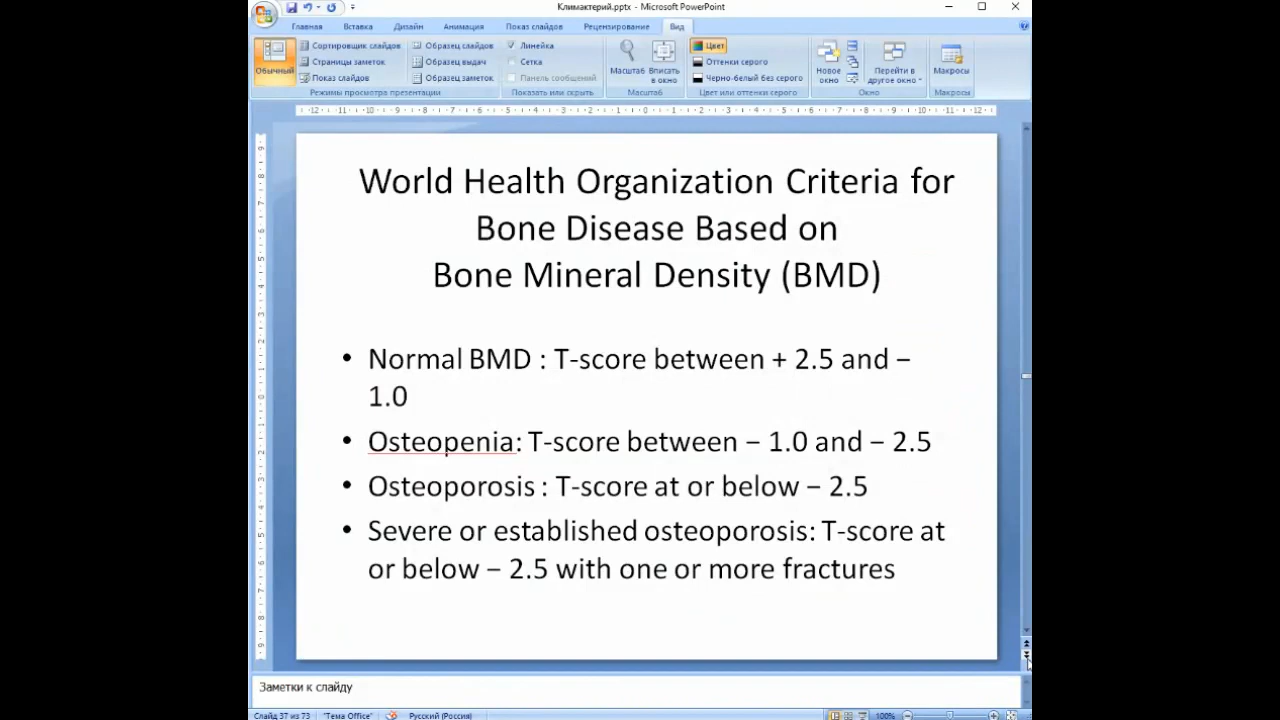 Климактерий.pptx - Microsoft PowerPoint
Главная Вставка Дизайн Анимация Показ слайдов Рецензирование Вид
Обычный
Сортировщик слайдов
Страницы заметок
Показ слайдов
Образец слайдов
Образец выдач
Образец заметок
Режимы просмотра презентации
Линейка
Сетка
Панель сообщений
Показать или скрыть
Масштаб
Вписать в окно
Масштаб
Цвет
Оттенки серого
Черно-белый без серого
Цвет или оттенки серого
Новое окно
Перейти в другое окно
Окно
Макросы
Макросы
World Health Organization Criteria for
Bone Disease Based on
Bone Mineral Density (BMD)
• Normal BMD : T-score between + 2.5 and −
1.0
• Osteopenia: T-score between − 1.0 and − 2.5
• Osteoporosis : T-score at or below − 2.5
• Severe or established osteoporosis: T-score at
or below − 2.5 with one or more fractures
Заметки к слайду
Слайд 37 из 73 "Тема Office" Русский (Россия) 100%